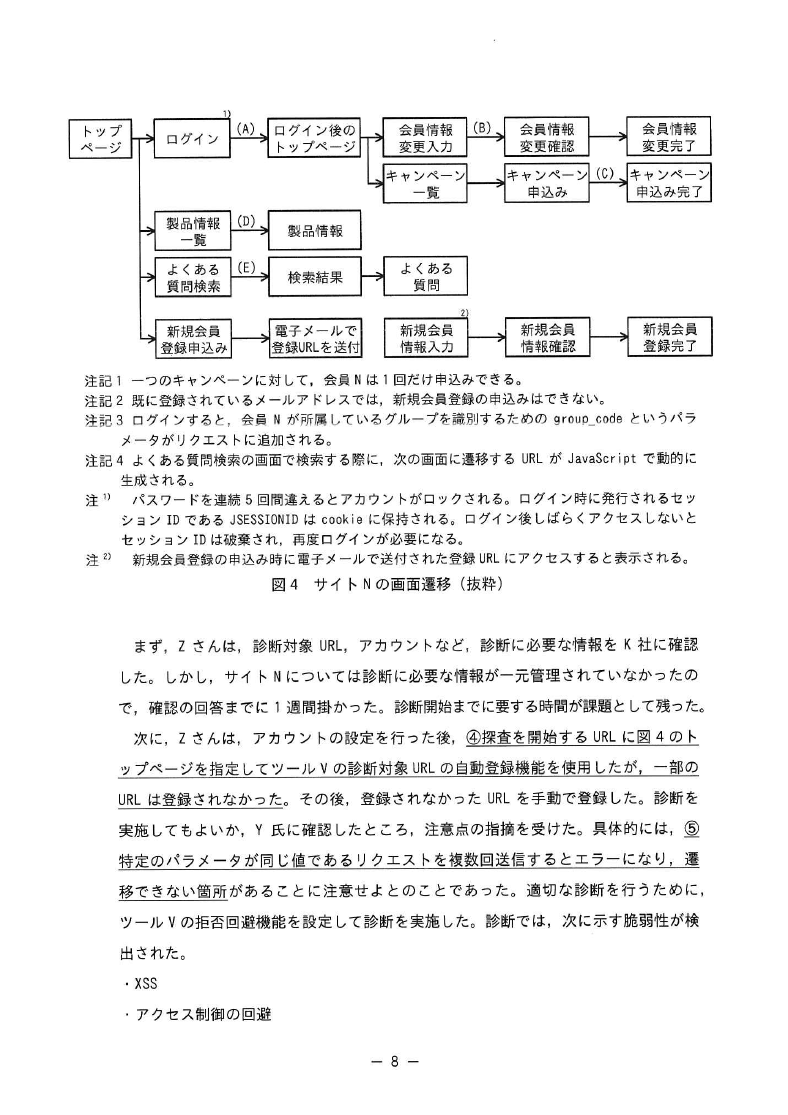 トップ
ページ
1)
ログイン
(A)
ログイン後の
トップページ
会員情報
変更入力
(B)
会員情報
変更確認
会員情報
変更完了
キャンペーン
一覧
キャンペーン
申込み
(C)
キャンペーン
申込み完了
製品情報
一覧
(D)
製品情報
よくある
質問検索
(E)
検索結果
よくある
質問
新規会員
登録申込み
電子メールで
登録URLを送付
2)
新規会員
情報入力
新規会員
情報確認
新規会員
登録完了
注記1 一つのキャンペーンに対して，会員 N は1回だけ申込みできる。
注記2 既に登録されているメールアドレスでは，新規会員登録の申込みはできない。
注記3 ログインすると，会員 N が所属しているグループを識別するための group_code というパラ
メータがリクエストに追加される。
注記4 よくある質問検索の画面で検索する際に，次の画面に遷移する URL が JavaScript で動的に
生成される。
注 1) パスワードを連続5回間違えるとアカウントがロックされる。ログイン時に発行されるセッ
ション ID である JSESSIONID は cookie に保持される。ログイン後しばらくアクセスしないと
セッション ID は破棄され，再度ログインが必要になる。
注 2) 新規会員登録の申込み時に電子メールで送付された登録 URL にアクセスすると表示される。
図4 サイト N の画面遷移（抜粋）
まず，Z さんは，診断対象 URL，アカウントなど，診断に必要な情報を K 社に確認
した。しかし，サイト N については診断に必要な情報が一元管理されていなかったの
で，確認の回答までに1週間掛かった。診断開始までに要する時間が課題として残った。
次に，Z さんは，アカウントの設定を行った後，④探査を開始する URL に図4のト
ップページを指定してツール V の診断対象 URL の自動登録機能を使用したが，一部の
URL は登録されなかった。その後，登録されなかった URL を手動で登録した。診断を
実施してもよいか，Y 氏に確認したところ，注意点の指摘を受けた。具体的には，⑤
特定のパラメータが同じ値であるリクエストを複数回送信するとエラーになり，遷
移できない箇所があることに注意せよとのことであった。適切な診断を行うために，
ツール V の拒否回避機能を設定して診断を実施した。診断では，次に示す脆弱性が検
出された。
・XSS
・アクセス制御の回避
― 8 ―